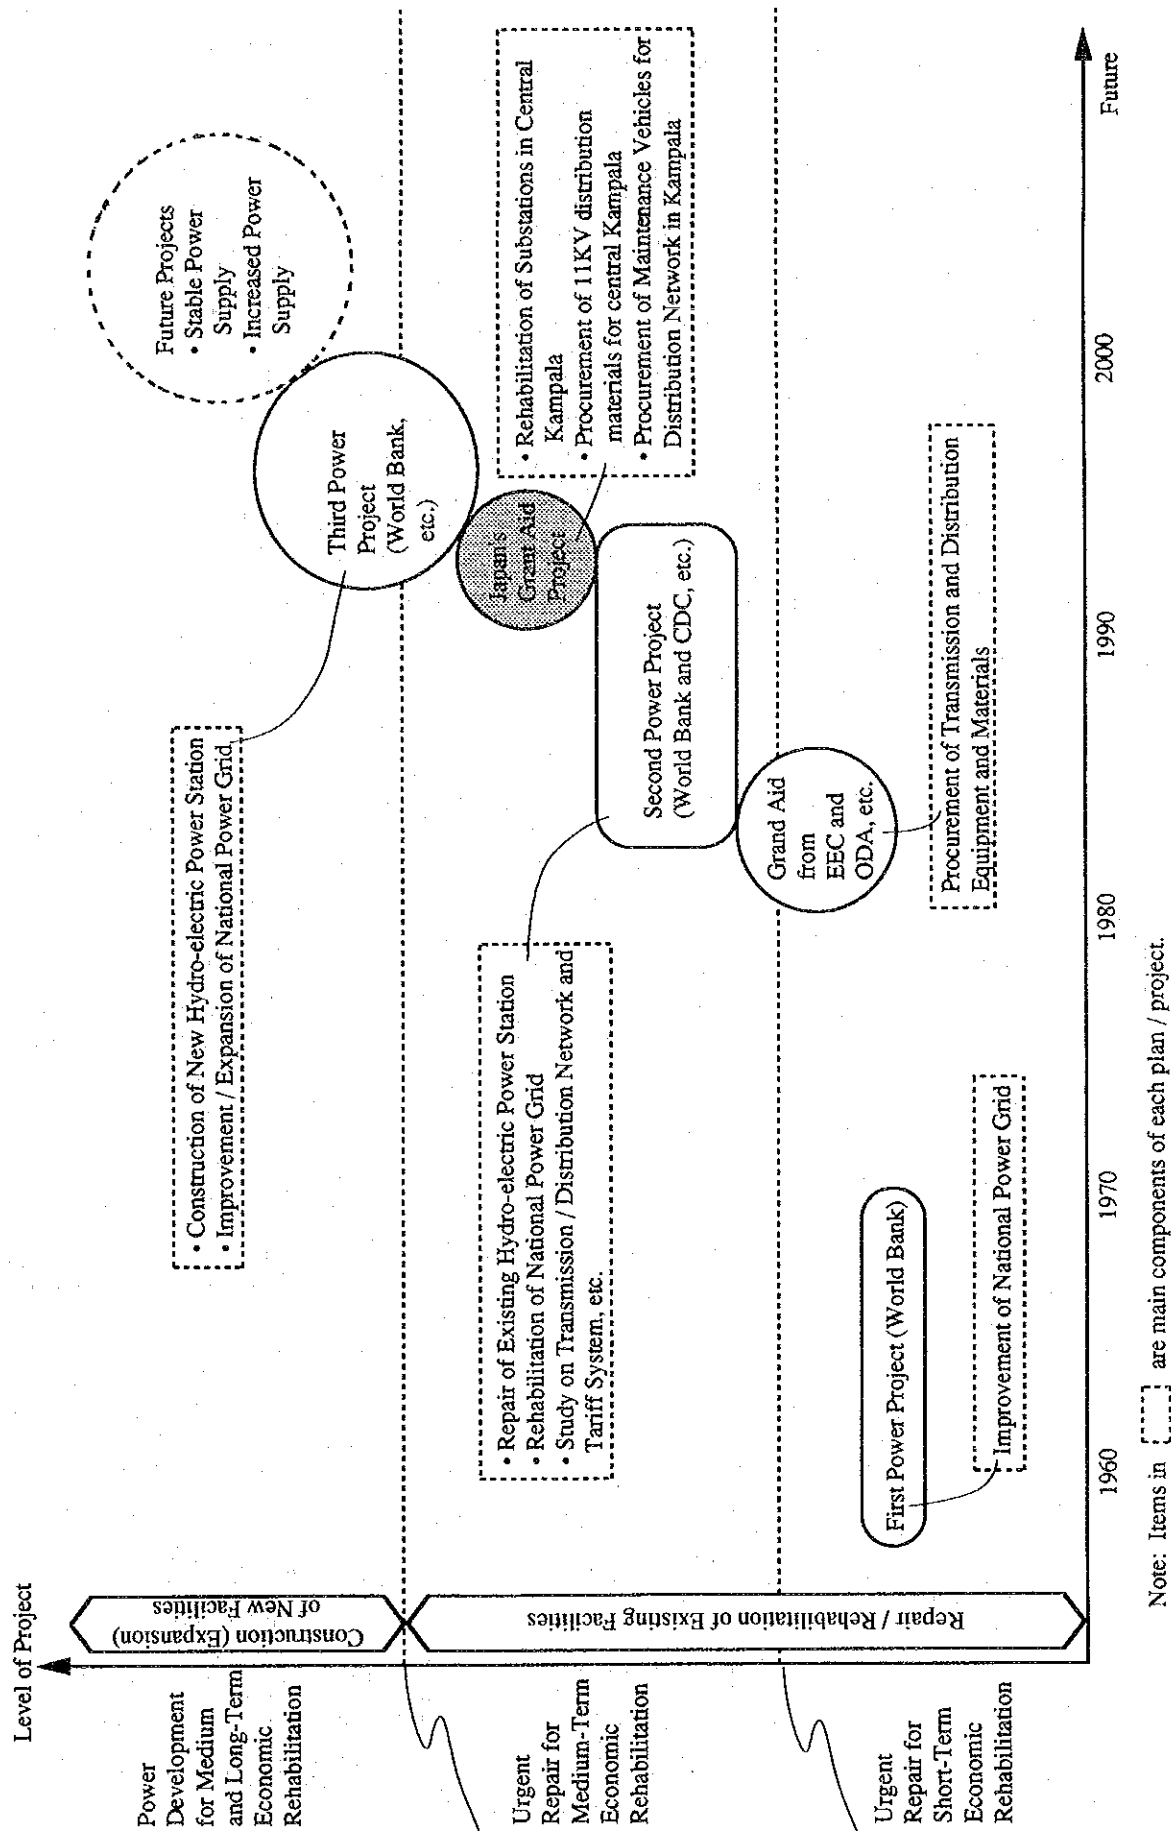 Level of Project
Power
Development
for Medium
and Long-Term
Economic
Rehabilitation
Urgent
Repair for
Medium-Term
Economic
Rehabilitation
Urgent
Repair for
Short-Term
Economic
Rehabilitation
Construction (Expansion)
of New Facilities
Repair / Rehabilitation of Existing Facilities
• Construction of New Hydro-electric Power Station
• Improvement / Expansion of National Power Grid
Future Projects
• Stable Power
Supply
• Increased Power
Supply
Third Power
Project
(World Bank,
etc.)
• Repair of Existing Hydro-electric Power Station
• Rehabilitation of National Power Grid
• Study on Transmission / Distribution Network and
Tariff System, etc.
Japan's
Grant Aid
Project
• Rehabilitation of Substations in Central
Kampala
• Procurement of 11KV distribution
materials for central Kampala
• Procurement of Maintenance Vehicles for
Distribution Network in Kampala
Second Power Project
(World Bank and CDC, etc.)
Grand Aid
from
EEC and
ODA, etc.
Procurement of Transmission and Distribution
Equipment and Materials
First Power Project (World Bank)
Improvement of National Power Grid
1960
1970
1980
1990
2000
Future
Note: Items in are main components of each plan / project.